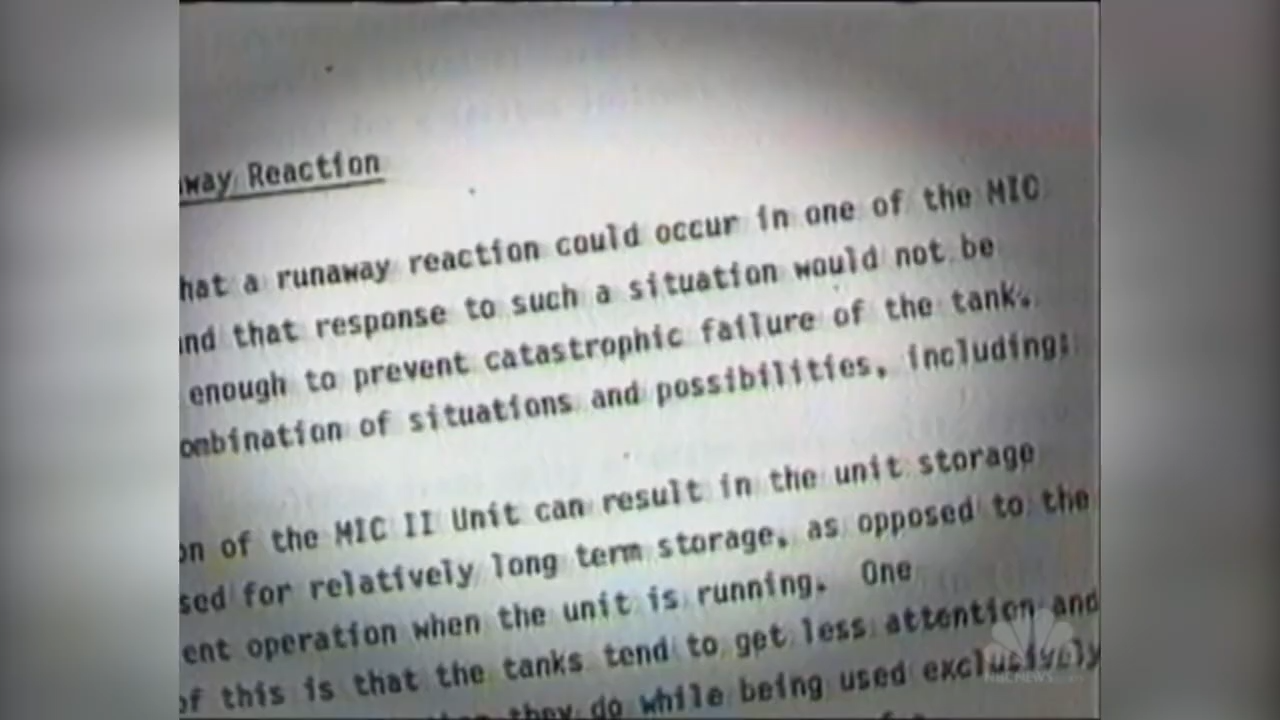 way Reaction
hat a runaway reaction could occur in one of the MIC
nd that response to such a situation would not be
enough to prevent catastrophic failure of the tank.
ombination of situations and possibilities, including:
on of the MIC II Unit can result in the unit storage
sed for relatively long term storage, as opposed to the
ent operation when the unit is running. One
of this is that the tanks tend to get less attention and
they do while being used exclusively
NBCNEWS.com